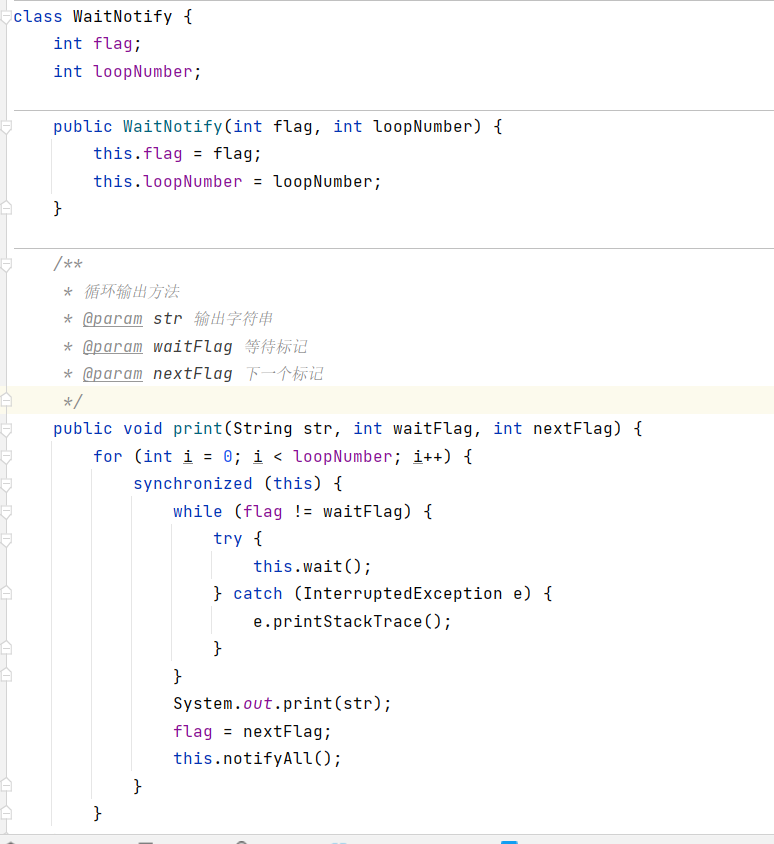 class WaitNotify {
    int flag;
    int loopNumber;
    public WaitNotify(int flag, int loopNumber) {
        this.flag = flag;
        this.loopNumber = loopNumber;
    }
    /**
     * 循环输出方法
     * @param str 输出字符串
     * @param waitFlag 等待标记
     * @param nextFlag 下一个标记
     */
    public void print(String str, int waitFlag, int nextFlag) {
        for (int i = 0; i < loopNumber; i++) {
            synchronized (this) {
                while (flag != waitFlag) {
                    try {
                        this.wait();
                    } catch (InterruptedException e) {
                        e.printStackTrace();
                    }
                }
                System.out.print(str);
                flag = nextFlag;
                this.notifyAll();
            }
        }